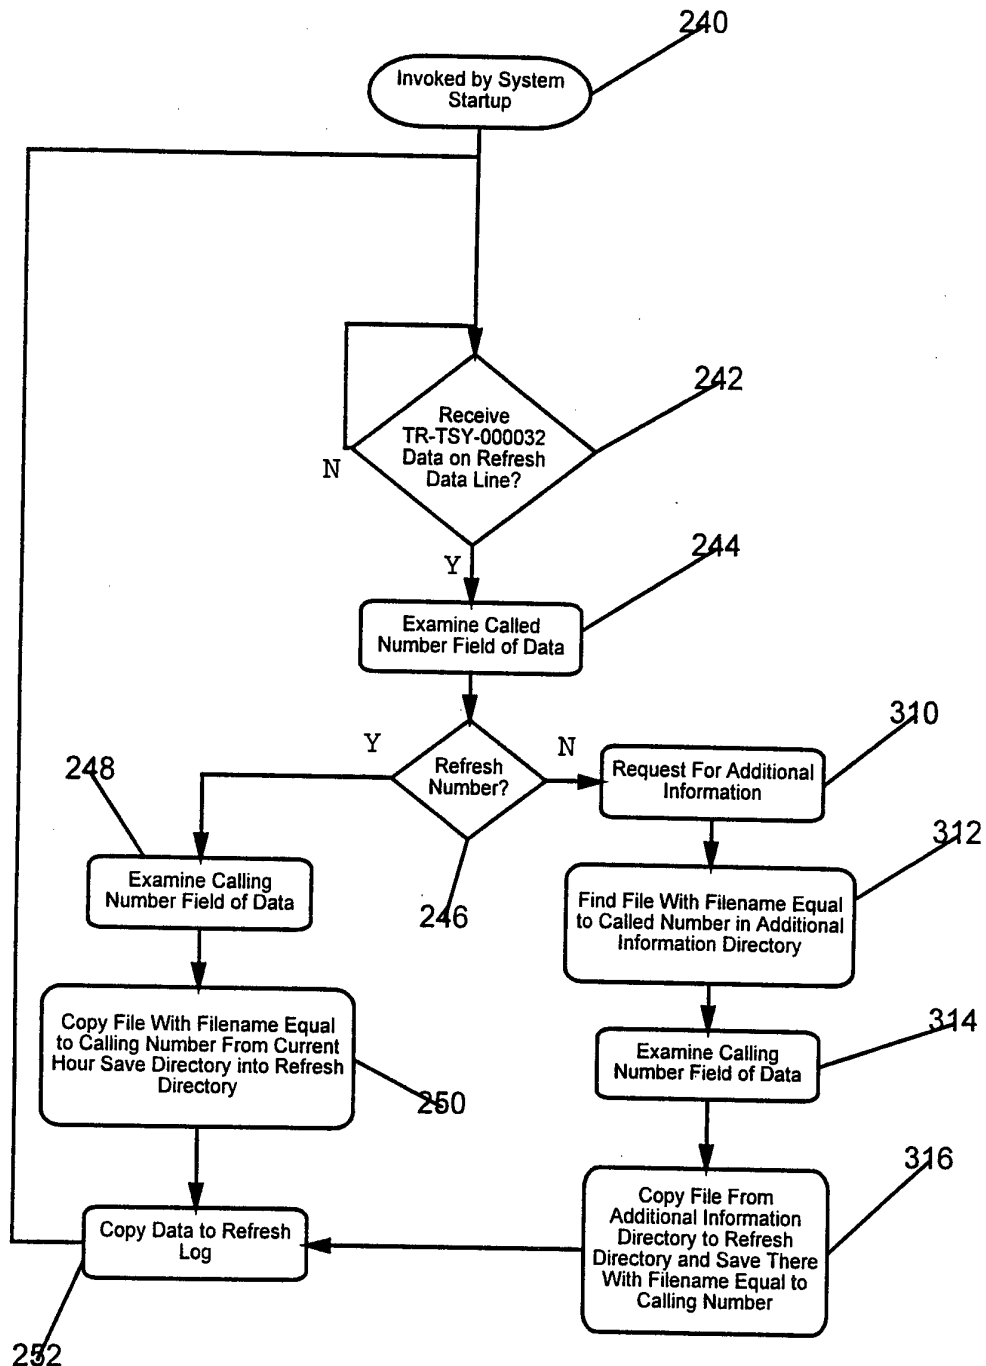 240
Invoked by System
Startup
242
Receive
TR-TSY-000032
Data on Refresh
Data Line?
N
Y
244
Examine Called
Number Field of Data
Y
N
Refresh
Number?
246
310
Request For Additional
Information
248
Examine Calling
Number Field of Data
312
Find File With Filename Equal
to Called Number in Additional
Information Directory
Copy File With Filename Equal
to Calling Number From Current
Hour Save Directory into Refresh
Directory
250
314
Examine Calling
Number Field of Data
316
Copy File From
Additional Information
Directory to Refresh
Directory and Save There
With Filename Equal to
Calling Number
Copy Data to Refresh
Log
252